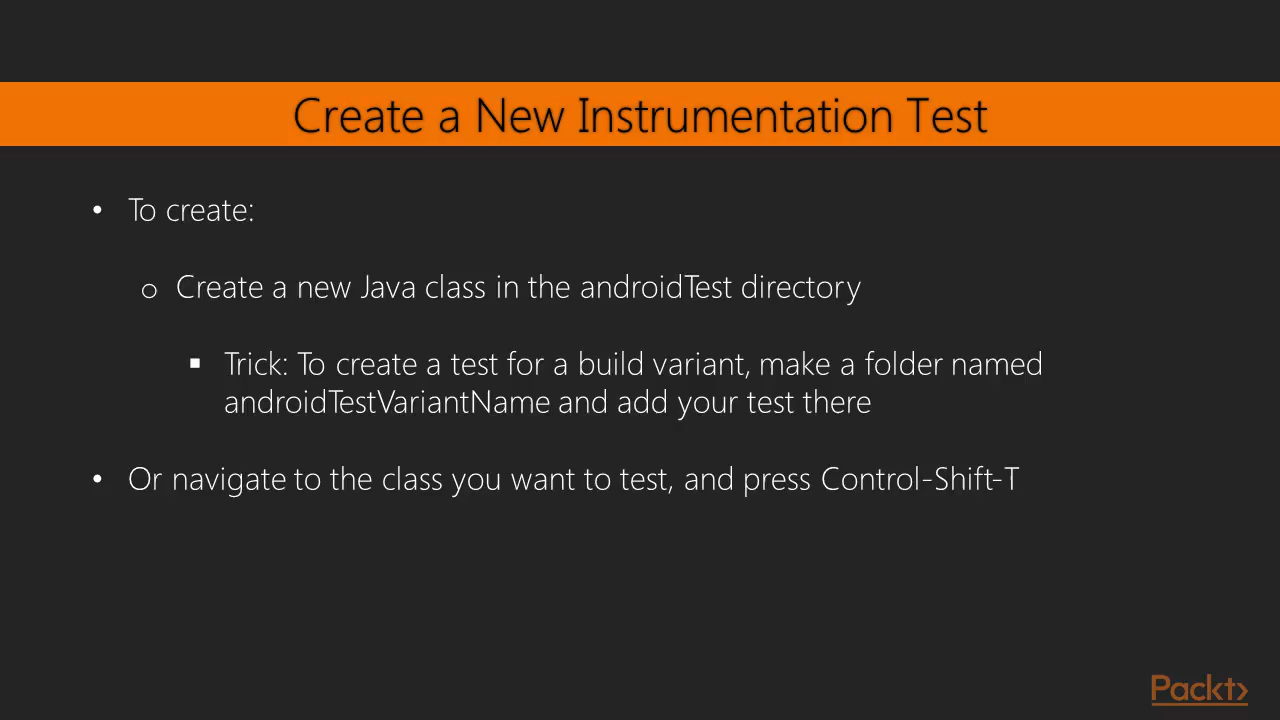 Create a New Instrumentation Test
• To create:
o Create a new Java class in the androidTest directory
▪ Trick: To create a test for a build variant, make a folder named
androidTestVariantName and add your test there
• Or navigate to the class you want to test, and press Control-Shift-T
Packt>